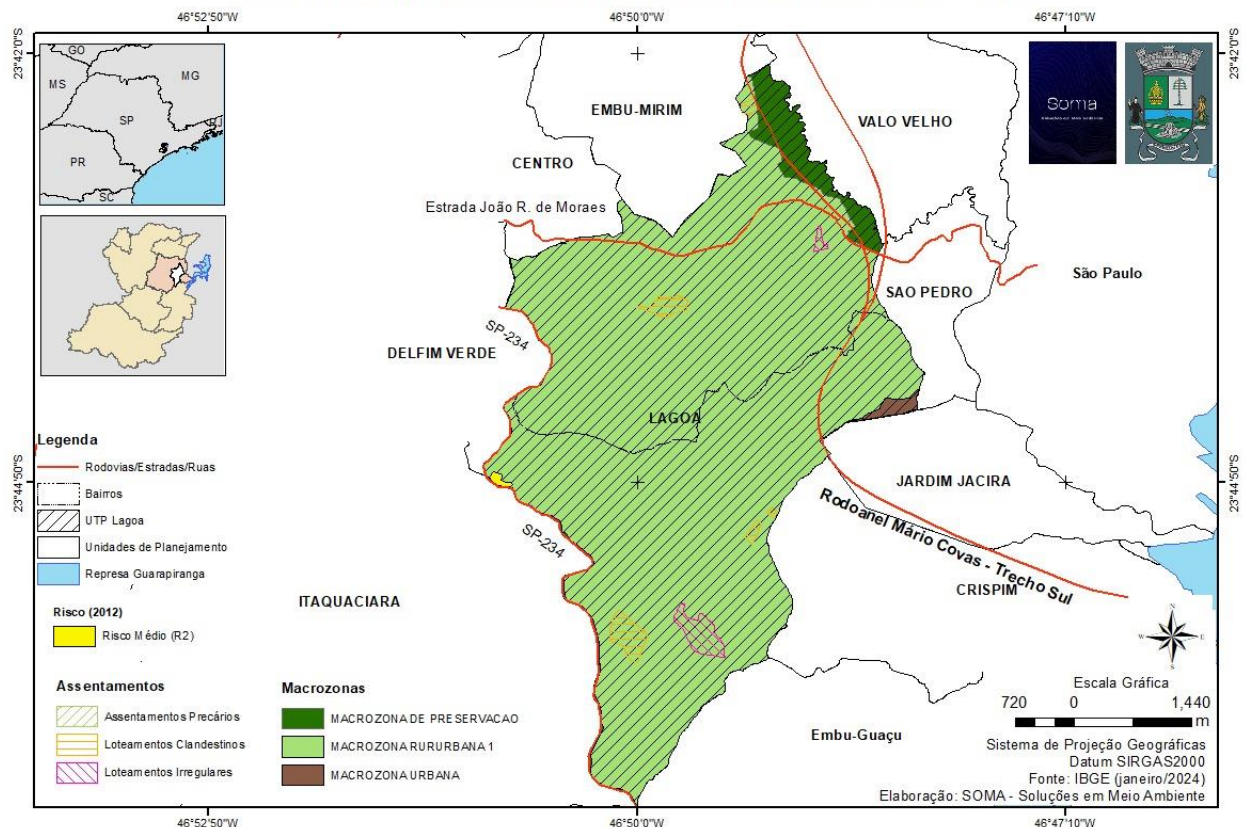 46°52'50"W
46°50'0"W
46°47'10"W
23°42'0"S
23°42'0"S
GO
MS
MG
SP
RJ
PR
SC
EMBU-MIRIM
VALO VELHO
Soma
CENTRO
Estrada João R. de Moraes
São Paulo
SAO PEDRO
SP-234
DELFIM VERDE
LAGOA
Legenda
Rodovias/Estradas/Ruas
Bairros
UTP Lagoa
Unidades de Planejamento
Represa Guarapiranga
23°44'50"S
23°44'50"S
JARDIM JACIRA
Rodoanel Mário Covas - Trecho Sul
SP-234
CRISPIM
ITAQUACIARA
Risco (2012)
Risco Médio (R2)
N
W
E
S
Assentamentos
Assentamentos Precários
Loteamentos Clandestinos
Loteamentos Irregulares
Macrozonas
MACROZONA DE PRESERVACAO
MACROZONA RURURBANA 1
MACROZONA URBANA
Embu-Guaçu
Escala Gráfica
720 0 1,440
m
Sistema de Projeção Geográficas
Datum SIRGAS2000
Fonte: IBGE (janeiro/2024)
Elaboração: SOMA - Soluções em Meio Ambiente
46°52'50"W
46°50'0"W
46°47'10"W